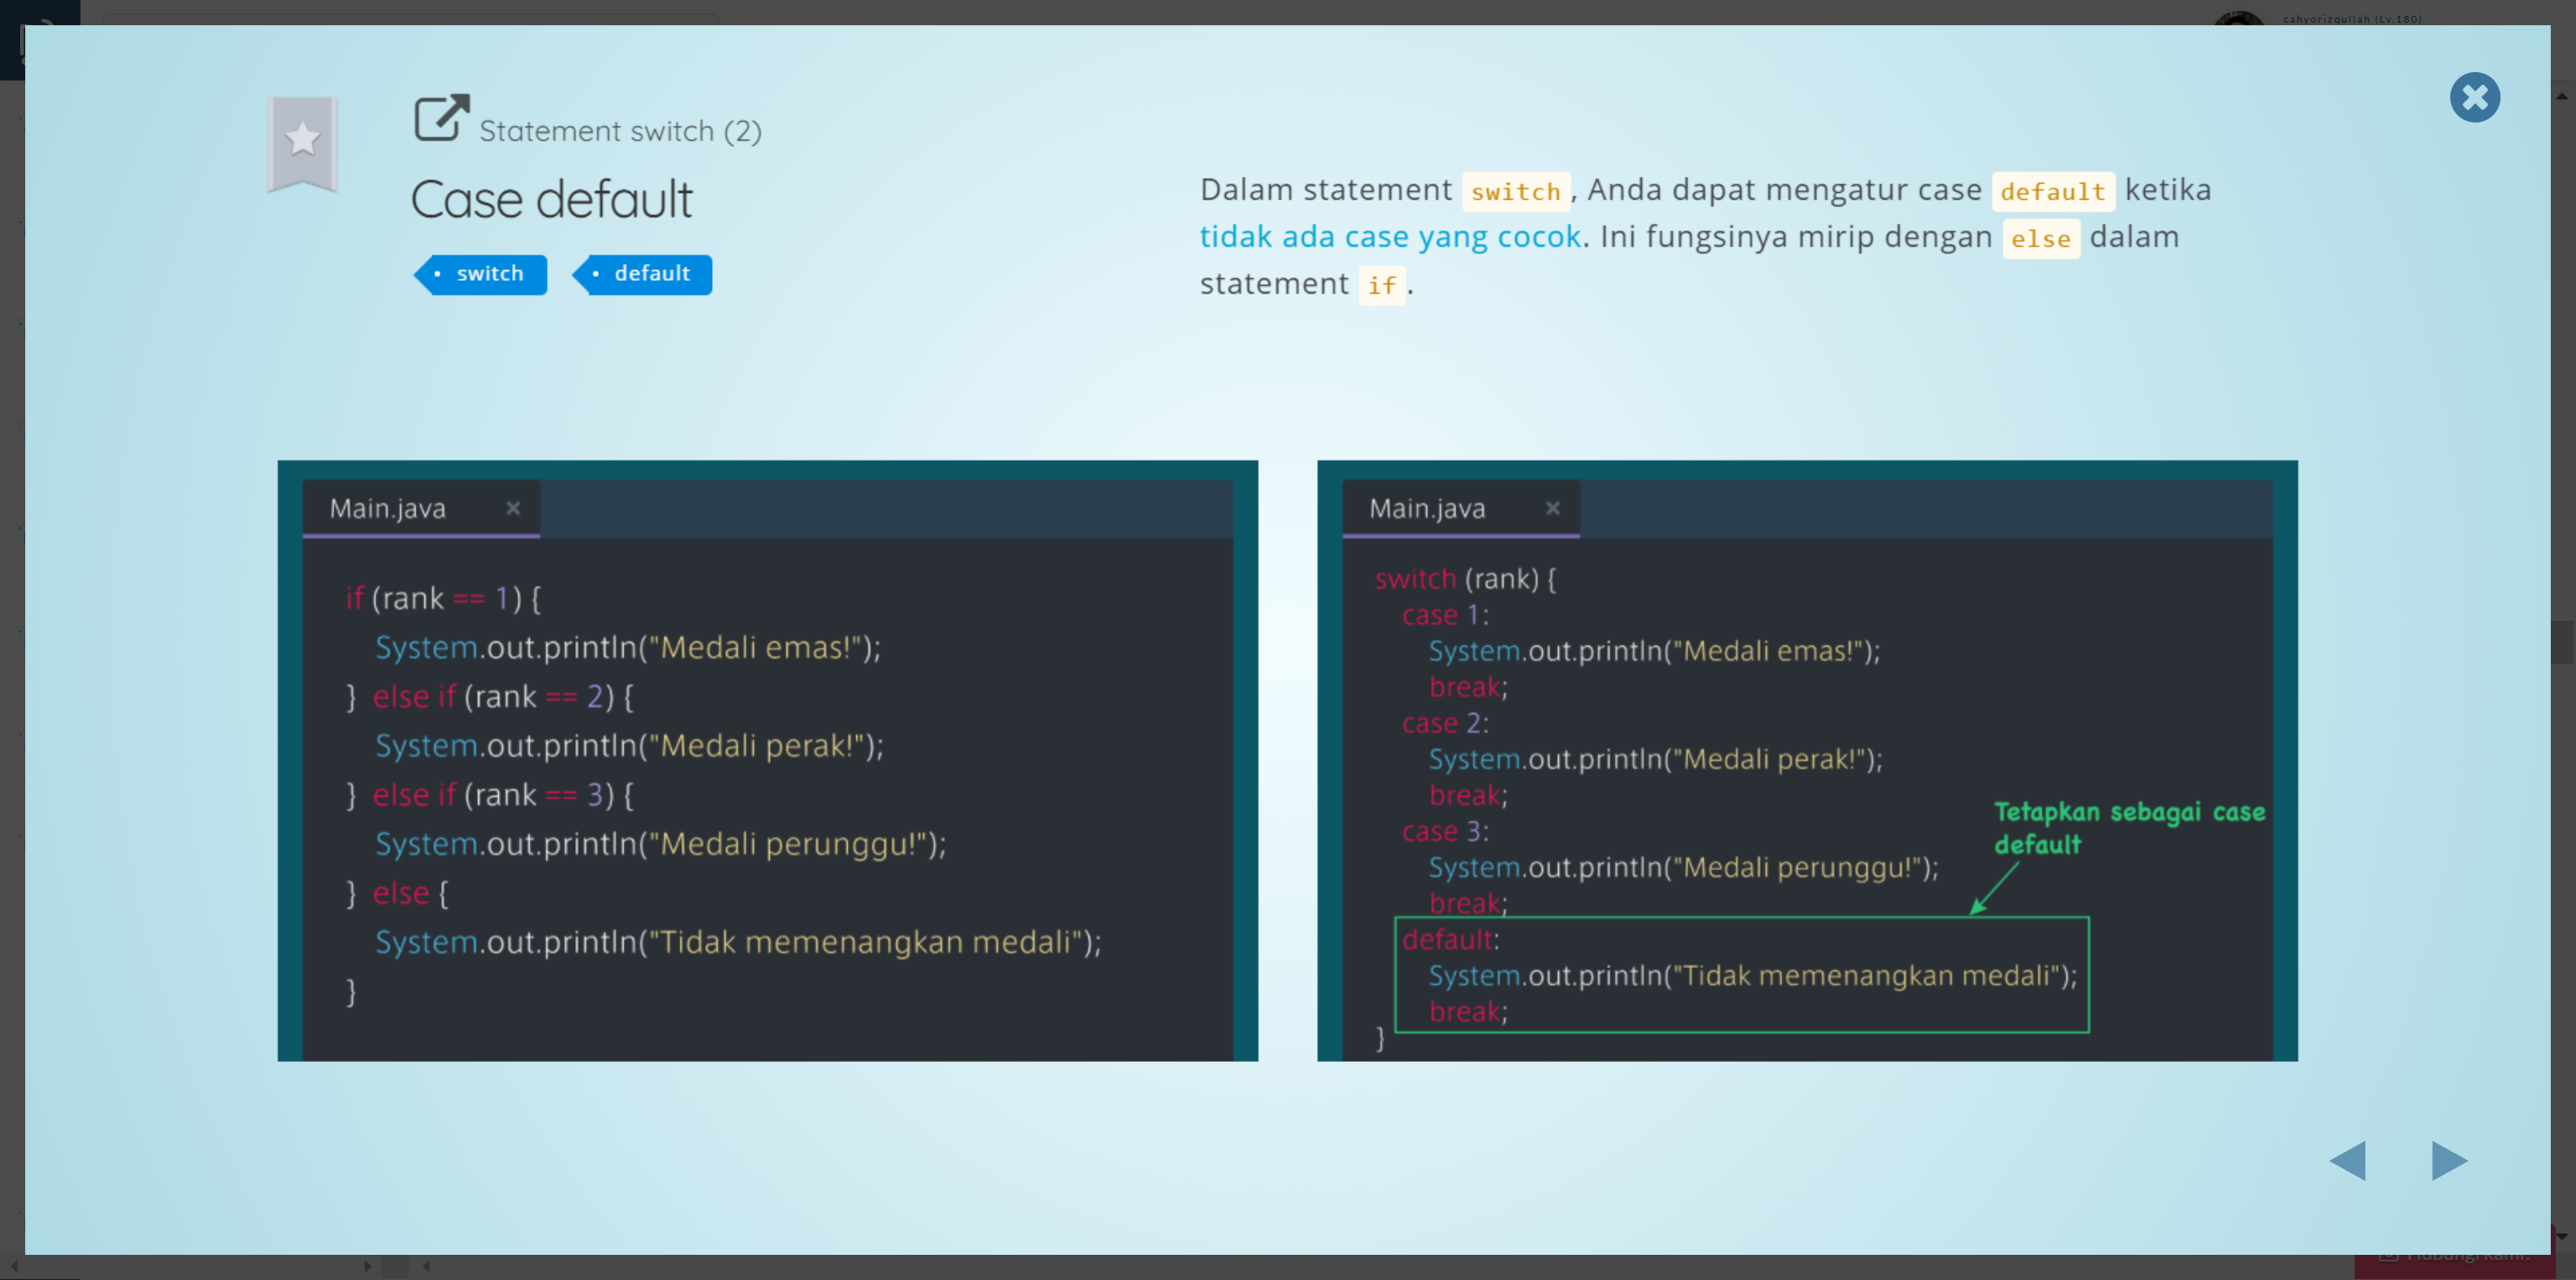 cahyorizqullah (Lv.180)
Statement switch (2)
Case default
switch
default
Dalam statement switch, Anda dapat mengatur case default ketika
tidak ada case yang cocok. Ini fungsinya mirip dengan else dalam
statement if.
Main.java
if (rank == 1) {
System.out.println("Medali emas!");
} else if (rank == 2) {
System.out.println("Medali perak!");
} else if (rank == 3) {
System.out.println("Medali perunggu!");
} else {
System.out.println("Tidak memenangkan medali");
}
Main.java
switch (rank) {
case 1:
System.out.println("Medali emas!");
break;
case 2:
System.out.println("Medali perak!");
break;
case 3:
System.out.println("Medali perunggu!");
break;
default:
System.out.println("Tidak memenangkan medali");
break;
}
Tetapkan sebagai case
default